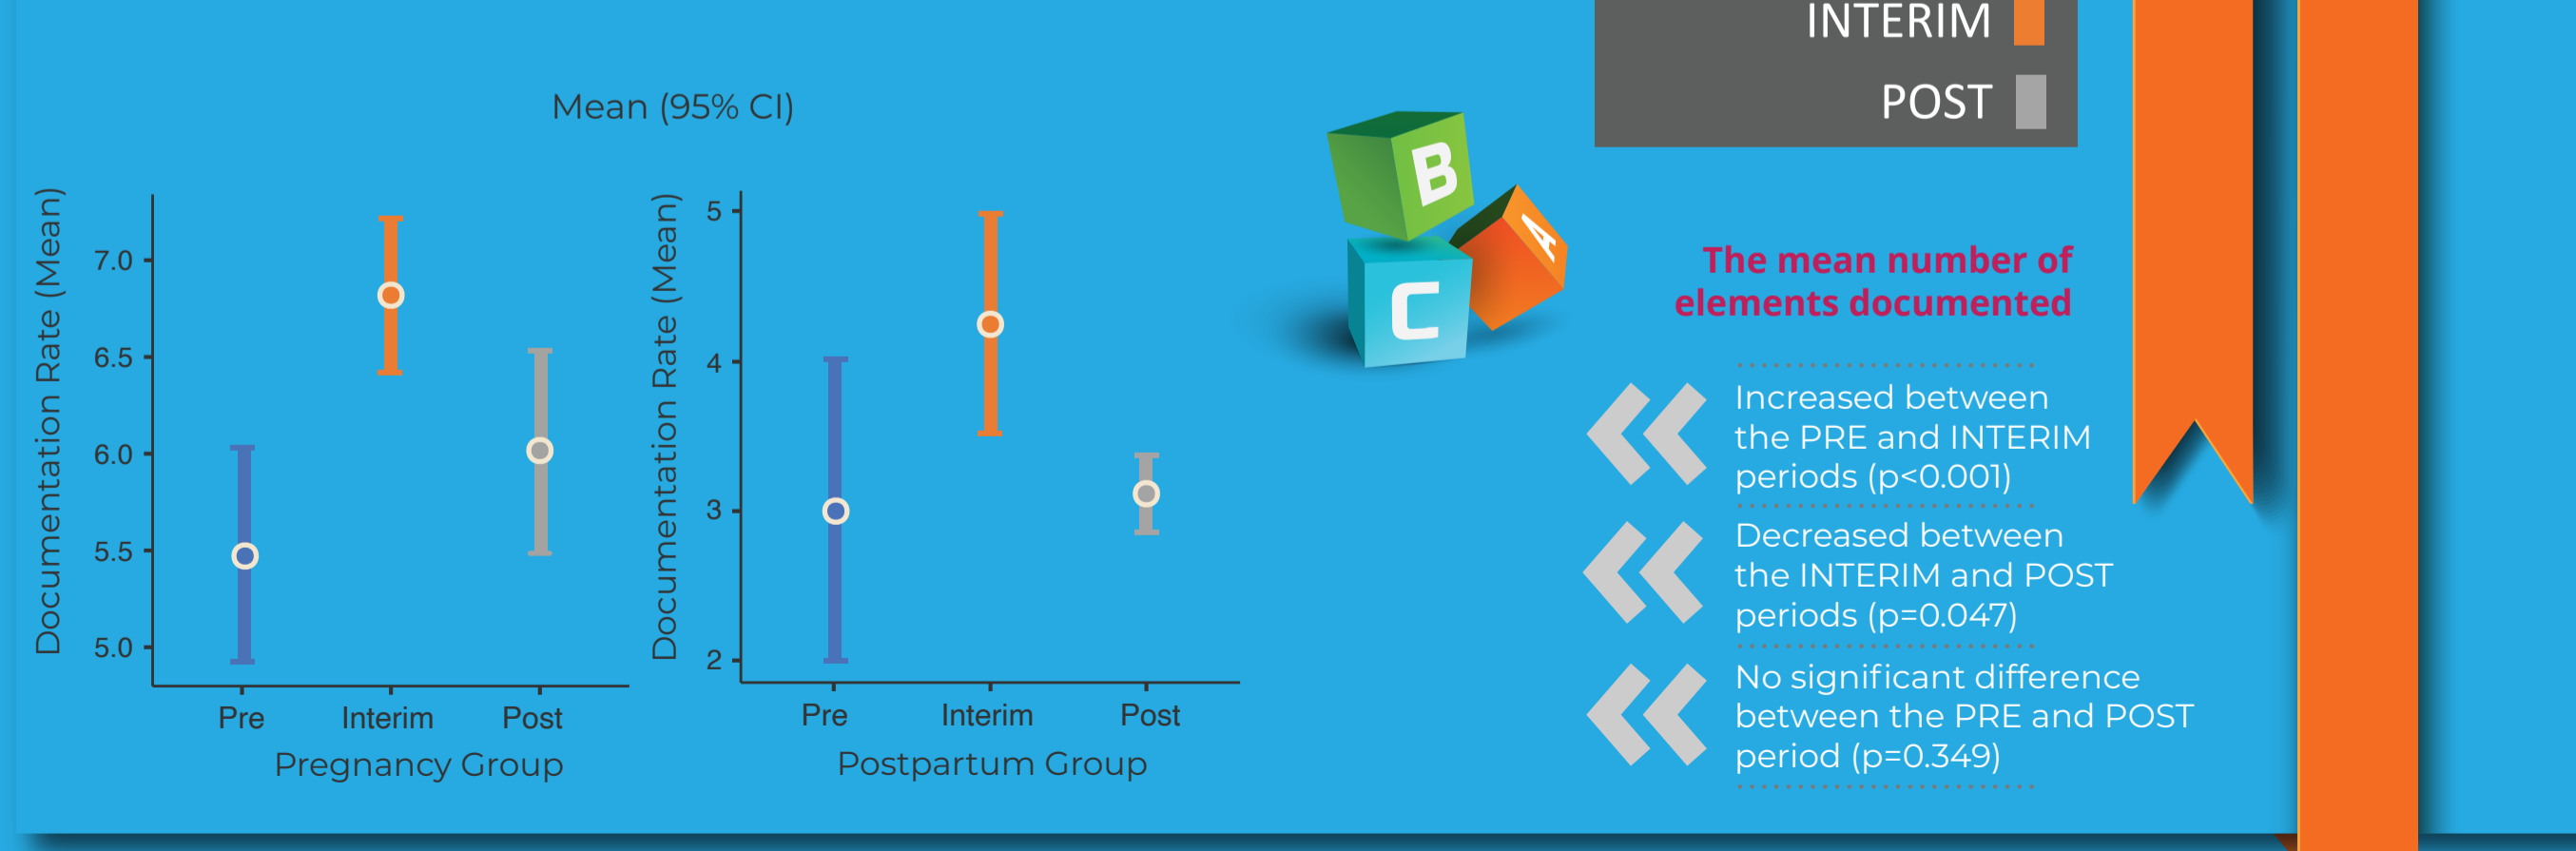 INTERIM
POST
Mean (95% CI)
Documentation Rate (Mean)
7.0
6.5
6.0
5.5
5.0
Pre Interim Post
Pregnancy Group
Documentation Rate (Mean)
5
4
3
2
Pre Interim Post
Postpartum Group
B
A
C
The mean number of
elements documented
Increased between
the PRE and INTERIM
periods (p<0.001)
Decreased between
the INTERIM and POST
periods (p=0.047)
No significant difference
between the PRE and POST
period (p=0.349)